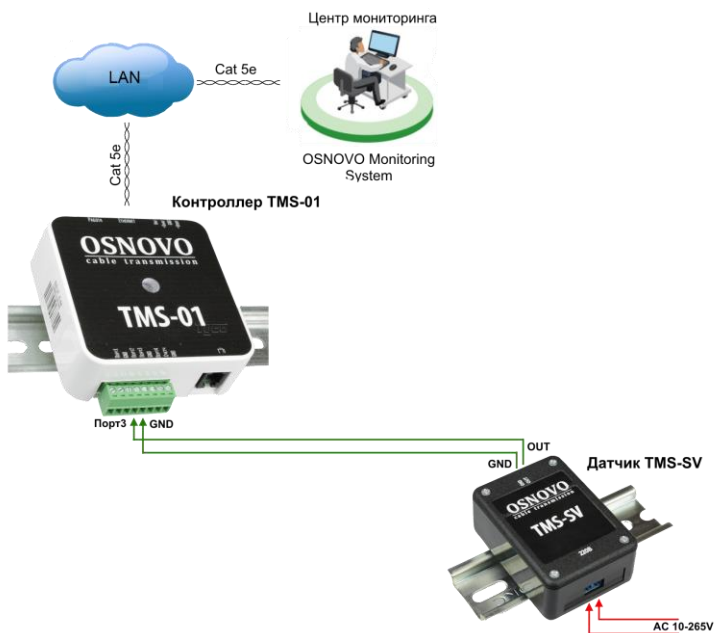 Центр мониторинга
LAN
Cat 5e
Cat 5e
OSNOVO Monitoring
System
Контроллер TMS-01
OSNOVO
cable transmission
TMS-01
Порт3
GND
OUT
GND
Датчик TMS-SV
OSNOVO
cable transmission
TMS-SV
220В
AC 10-265V